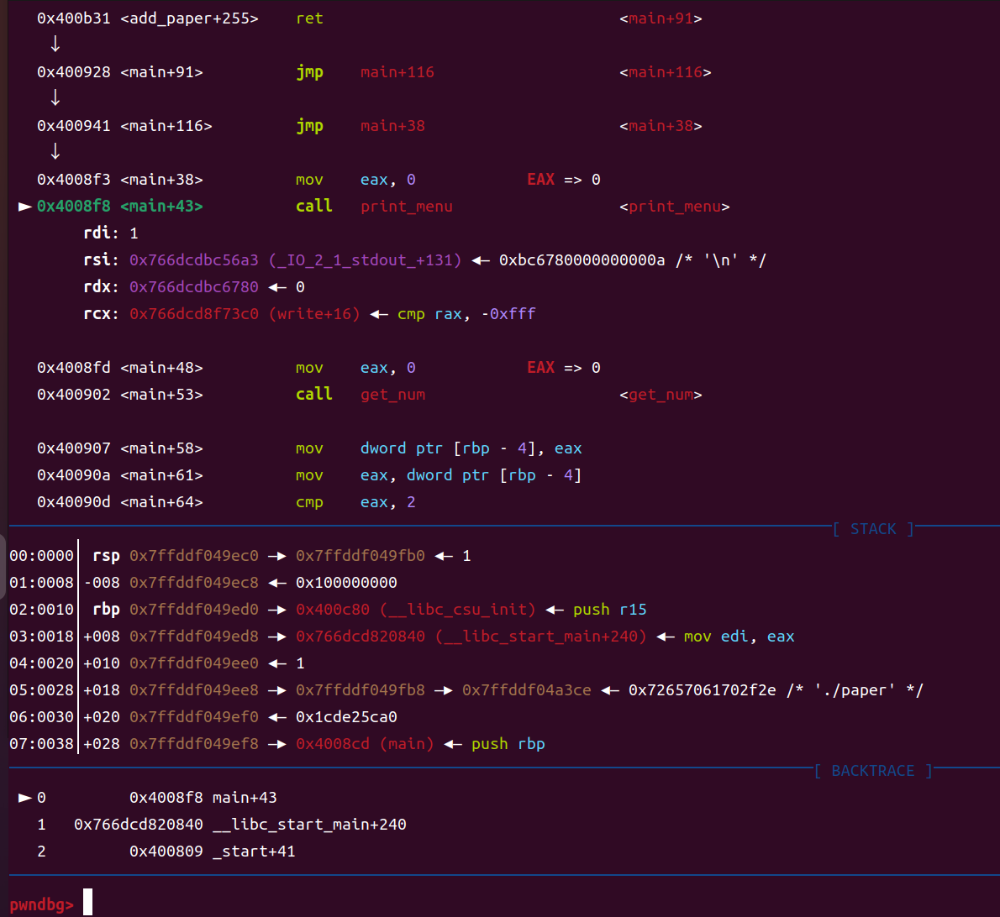 0x400b31 <add_paper+255>    ret                                <main+91>
↓
0x400928 <main+91>          jmp    main+116                    <main+116>
↓
0x400941 <main+116>         jmp    main+38                     <main+38>
↓
0x4008f3 <main+38>          mov    eax, 0            EAX => 0
► 0x4008f8 <main+43>          call   print_menu                  <print_menu>
rdi: 1
rsi: 0x766dcdbc56a3 (_IO_2_1_stdout_+131) ◂— 0xbc6780000000000a /* '\n' */
rdx: 0x766dcdbc6780 ◂— 0
rcx: 0x766dcd8f73c0 (write+16) ◂— cmp rax, -0xfff
0x4008fd <main+48>          mov    eax, 0            EAX => 0
0x400902 <main+53>          call   get_num                     <get_num>
0x400907 <main+58>          mov    dword ptr [rbp - 4], eax
0x40090a <main+61>          mov    eax, dword ptr [rbp - 4]
0x40090d <main+64>          cmp    eax, 2
[ STACK ]
00:0000│ rsp 0x7ffddf049ec0 —▸ 0x7ffddf049fb0 ◂— 1
01:0008│-008 0x7ffddf049ec8 ◂— 0x100000000
02:0010│ rbp 0x7ffddf049ed0 —▸ 0x400c80 (__libc_csu_init) ◂— push r15
03:0018│+008 0x7ffddf049ed8 —▸ 0x766dcd820840 (__libc_start_main+240) ◂— mov edi, eax
04:0020│+010 0x7ffddf049ee0 ◂— 1
05:0028│+018 0x7ffddf049ee8 —▸ 0x7ffddf049fb8 —▸ 0x7ffddf04a3ce ◂— 0x72657061702f2e /* './paper' */
06:0030│+020 0x7ffddf049ef0 ◂— 0x1cde25ca0
07:0038│+028 0x7ffddf049ef8 —▸ 0x4008cd (main) ◂— push rbp
[ BACKTRACE ]
► 0         0x4008f8 main+43
1   0x766dcd820840 __libc_start_main+240
2         0x400809 _start+41
pwndbg>